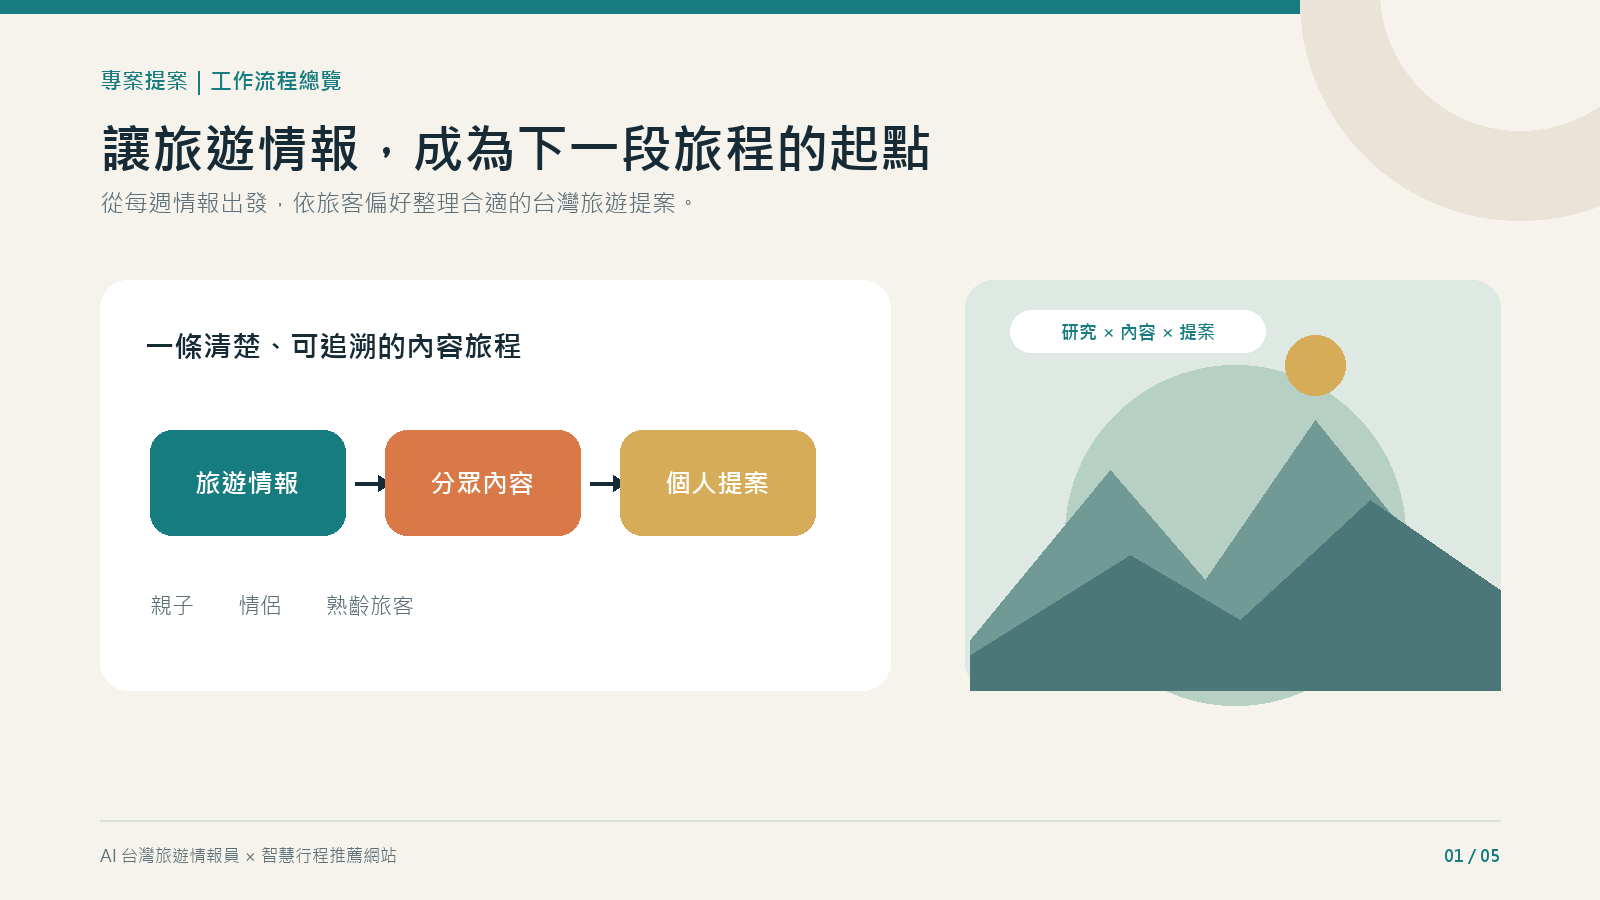 專案提案｜工作流程總覽
讓旅遊情報，成為下一段旅程的起點
從每週情報出發，依旅客偏好整理合適的台灣旅遊提案。
一條清楚、可追溯的內容旅程
旅遊情報
分眾內容
個人提案
親子 情侶 熟齡旅客
研究 × 內容 × 提案
AI 台灣旅遊情報員 × 智慧行程推薦網站
01 / 05